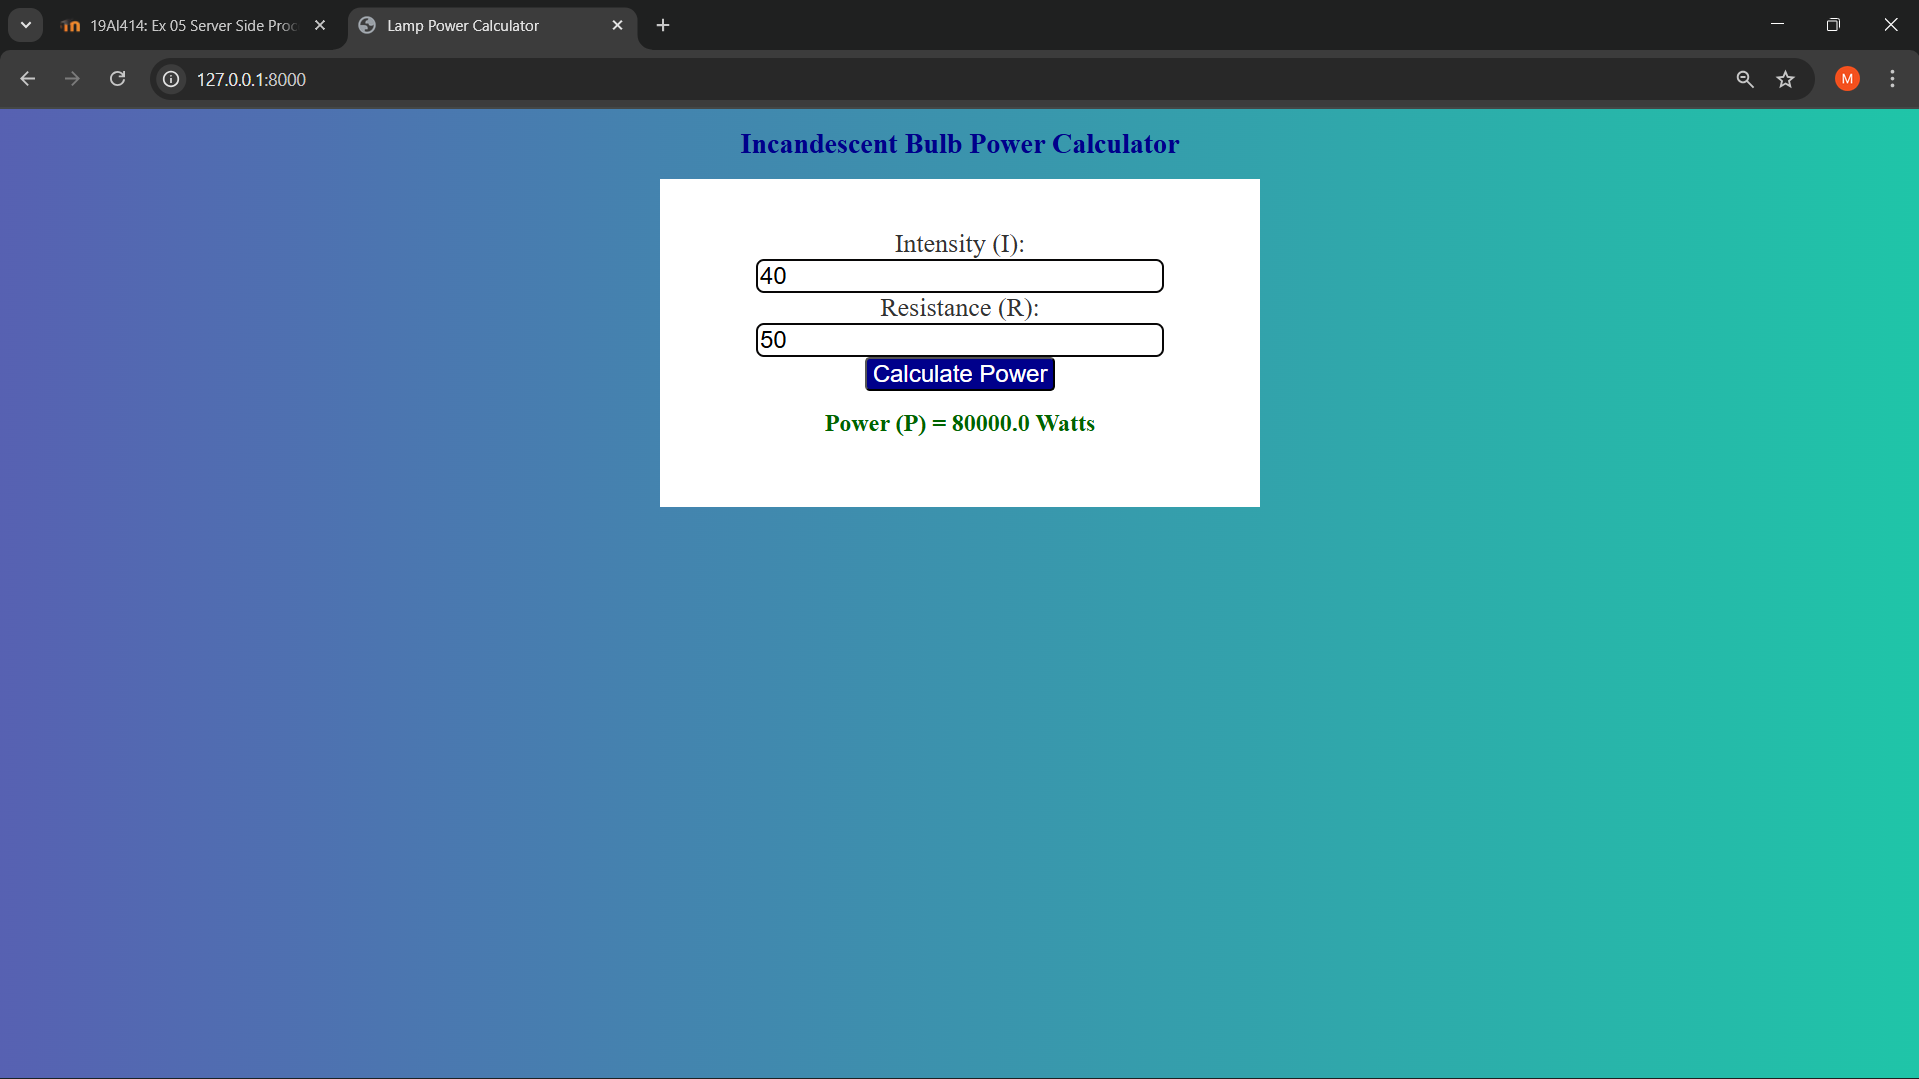 19AI414: Ex 05 Server Side Proc
Lamp Power Calculator
127.0.0.1:8000
M
Incandescent Bulb Power Calculator
Intensity (I):
40
Resistance (R):
50
Calculate Power
Power (P) = 80000.0 Watts